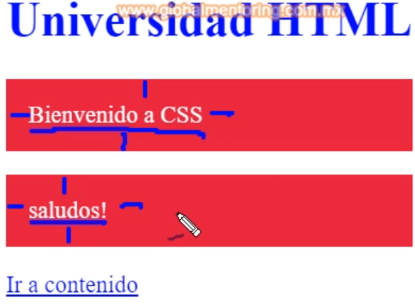 www.globalmentoring.com.mx
Universidad HTML
Bienvenido a CSS
saludos!
Ir a contenido